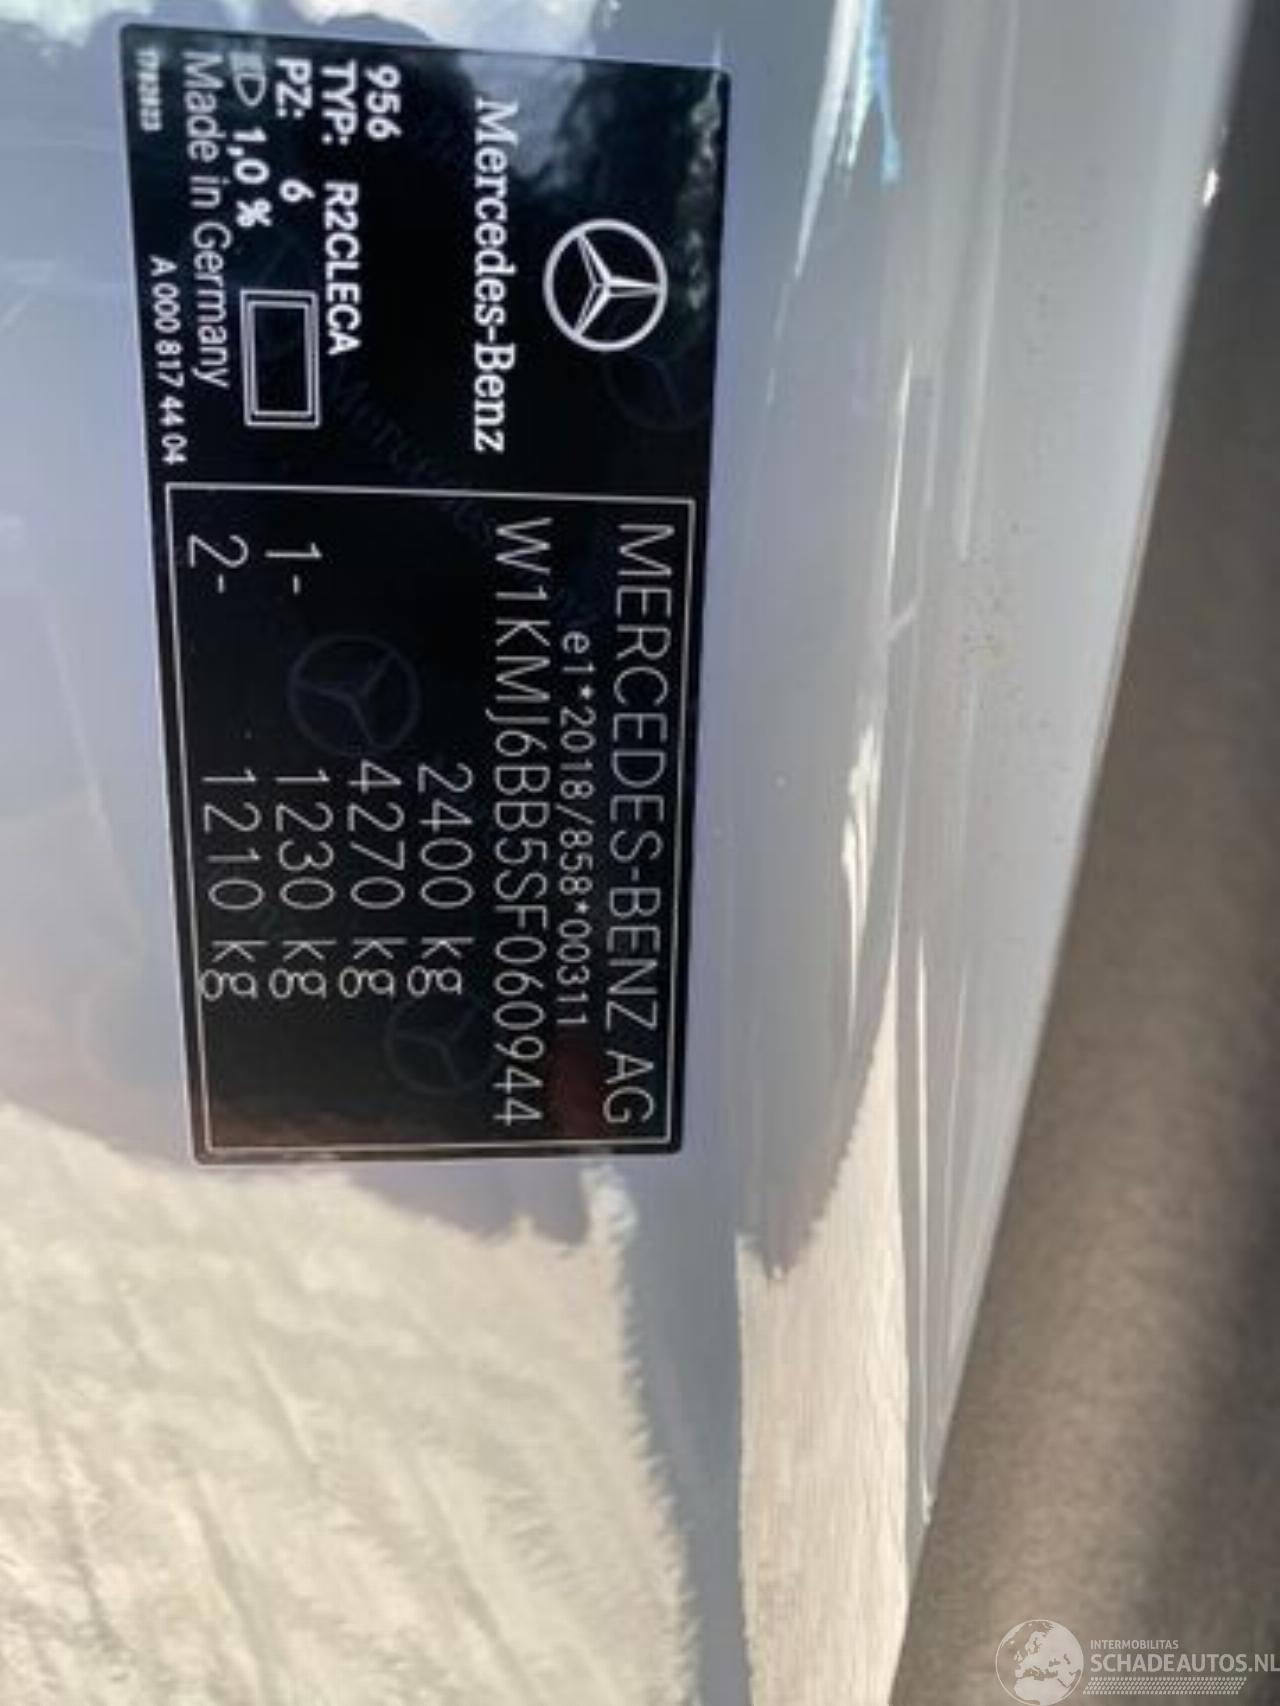 Mercedes-Benz
956
TYP: R2CLECA
PZ: 6
1,0 %
Made in Germany
1782823
A 000 817 44 04
MERCEDES-BENZ AG
e1*2018/858*00311
W1KMJ6BB5SF060944
2400 kg
4270 kg
1- 1230 kg
2- 1210 kg
INTERMOBILITAS
SCHADEAUTOS.NL